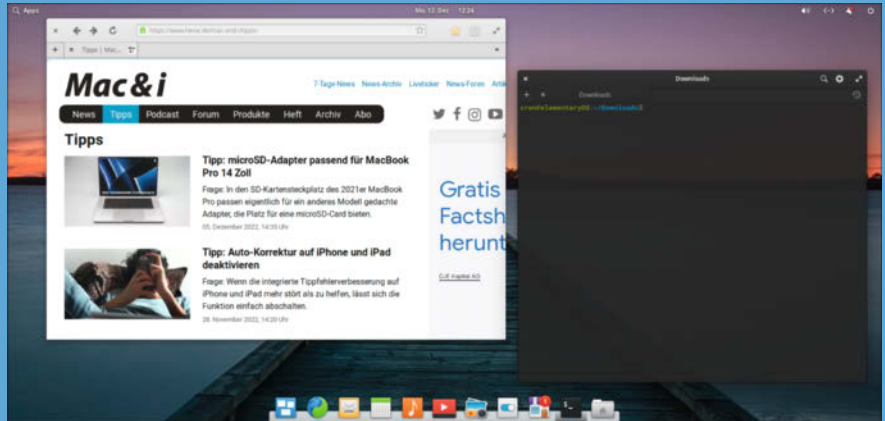 Apps
Mo, 12. Dez 12:24
Tipps | Mac...
Mac&i
7-Tage-News News-Archiv Liveticker News-Foren
News Tipps Podcast Forum Produkte Heft Archiv Abo
Tipps
Tipp: microSD-Adapter passend für MacBook
Pro 14 Zoll
Frage: In den SD-Kartensteckplatz des 2021er MacBook
Pro passen eigentlich für ein anderes Modell gedachte
Adapter, die Platz für eine microSD-Card bieten.
05. Dezember 2022, 14:35 Uhr
Tipp: Auto-Korrektur auf iPhone und iPad
deaktivieren
Frage: Wenn die integrierte Tippfehlerverbesserung auf
iPhone und iPad mehr stört als zu helfen, lässt sich die
Funktion einfach abschalten.
28. November 2022, 14:20 Uhr
Gratis
Factsh
herunt
Downloads
Downloads
:~/Downloads$